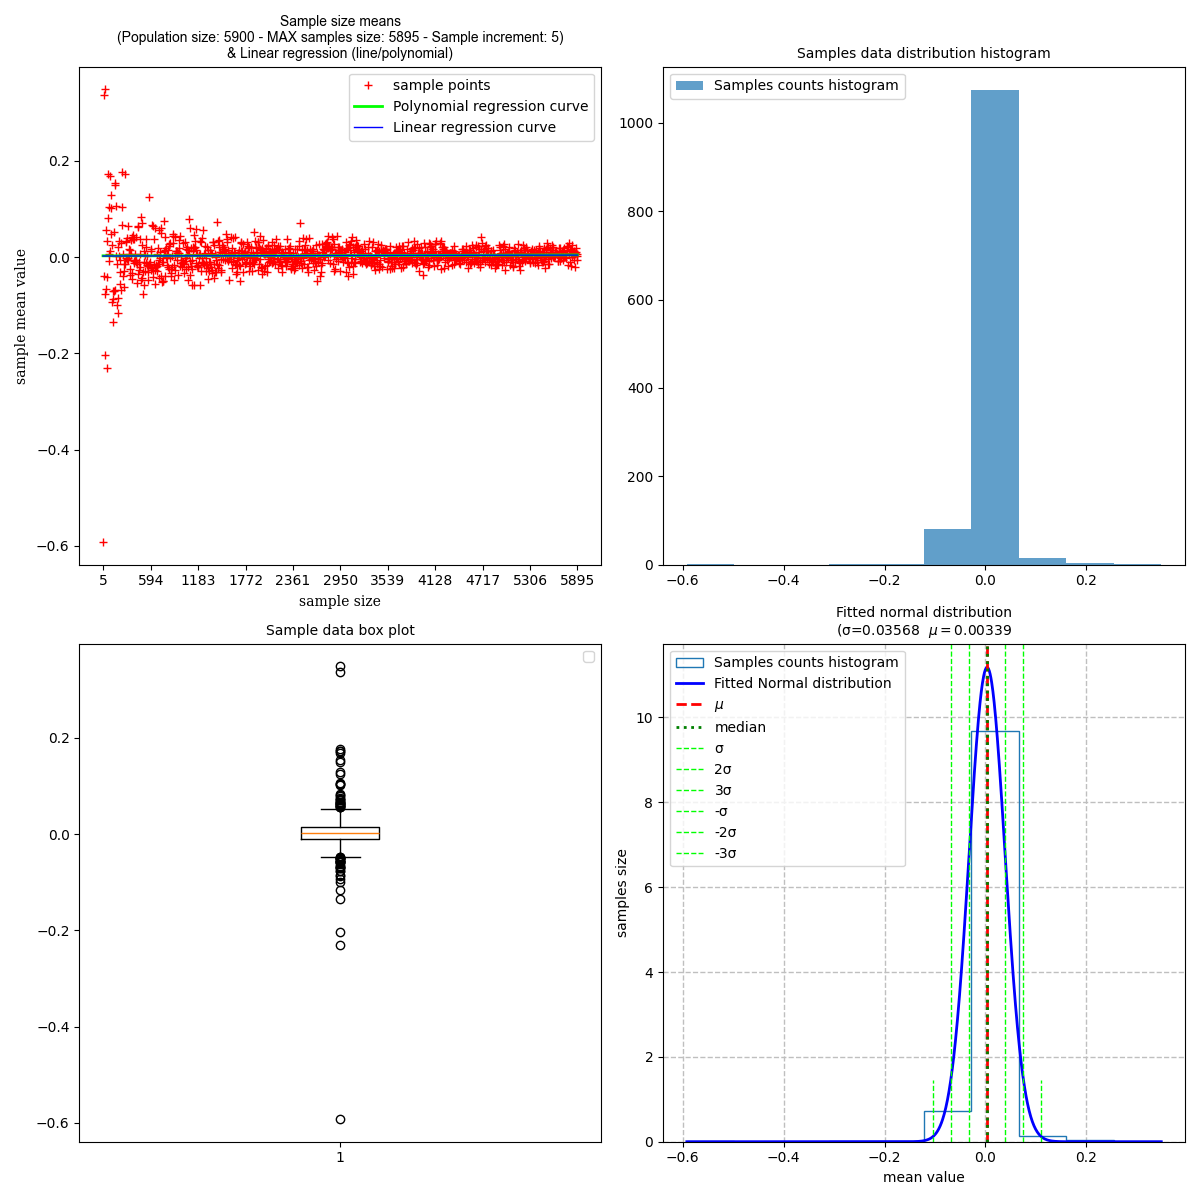 Sample size means
(Population size: 5900 - MAX samples size: 5895 - Sample increment: 5)
& Linear regression (line/polynomial)
sample points
Polynomial regression curve
Linear regression curve
sample mean value
0.2
0.0
−0.2
−0.4
−0.6
5 594 1183 1772 2361 2950 3539 4128 4717 5306 5895
sample size
Samples data distribution histogram
Samples counts histogram
1000
800
600
400
200
0
−0.6 −0.4 −0.2 0.0 0.2
Sample data box plot
0.2
0.0
−0.2
−0.4
−0.6
1
Fitted normal distribution
(σ=0.03568 μ = 0.00339
Samples counts histogram
Fitted Normal distribution
μ
median
σ
2σ
3σ
-σ
-2σ
-3σ
samples size
10
8
6
4
2
0
−0.6 −0.4 −0.2 0.0 0.2
mean value